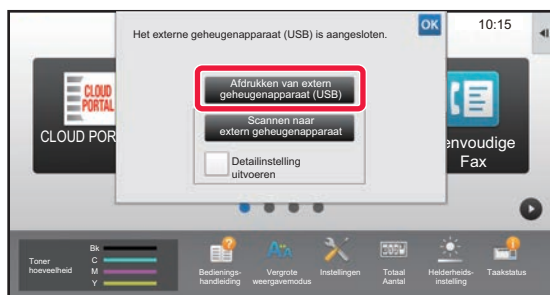 Het externe geheugenapparaat (USB) is aangesloten.
OK
10:15
Afdrukken van extern
geheugenapparaat (USB)
Scannen naar
extern geheugenapparaat
Detailinstelling
uitvoeren
CLOUD
PORTAL
CLOUD POR
envoudige
Fax
Toner
hoeveelheid
Bk
C
M
Y
Bedienings-
handleiding
Vergrote
weergavemodus
Instellingen
Totaal
Aantal
Helderheids-
instelling
Taakstatus